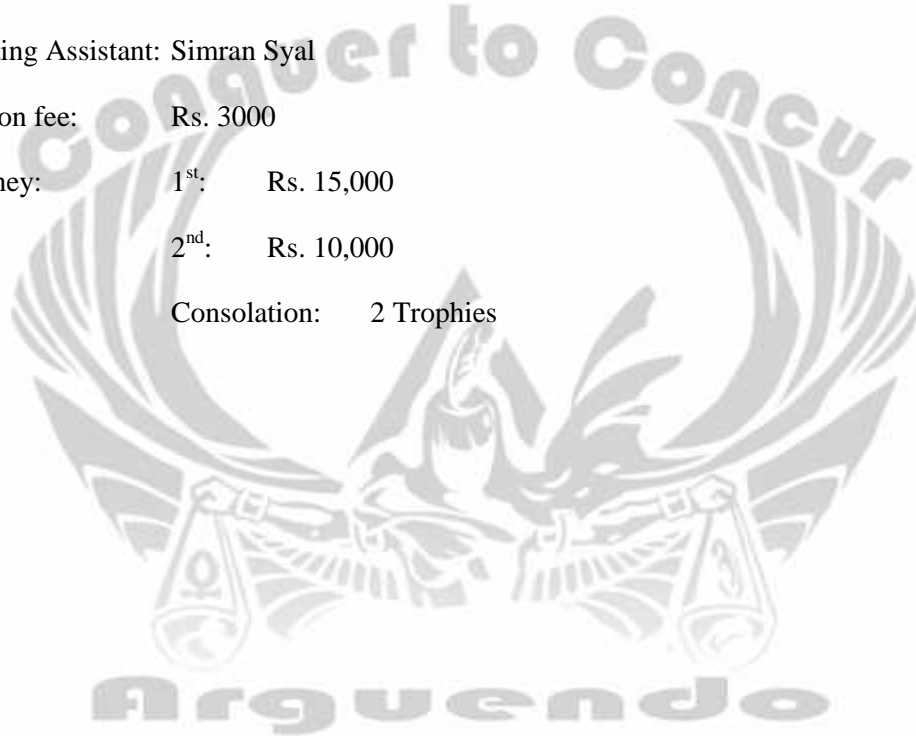 ing Assistant: Simran Syal
on fee: Rs. 3000
ney: 1st: Rs. 15,000
2nd: Rs. 10,000
Consolation: 2 Trophies
Conquer to Concur
Arguendo